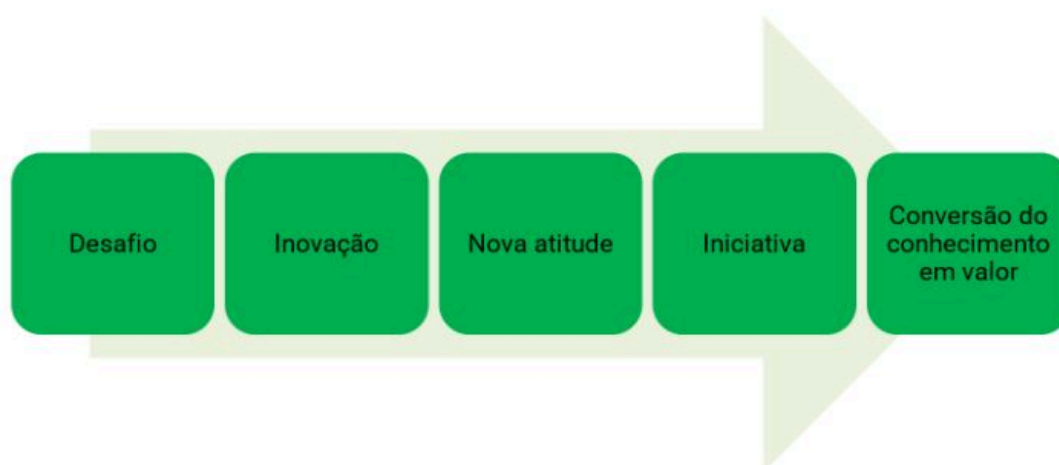 Desafio
Inovação
Nova atitude
Iniciativa
Conversão do
conhecimento
em valor